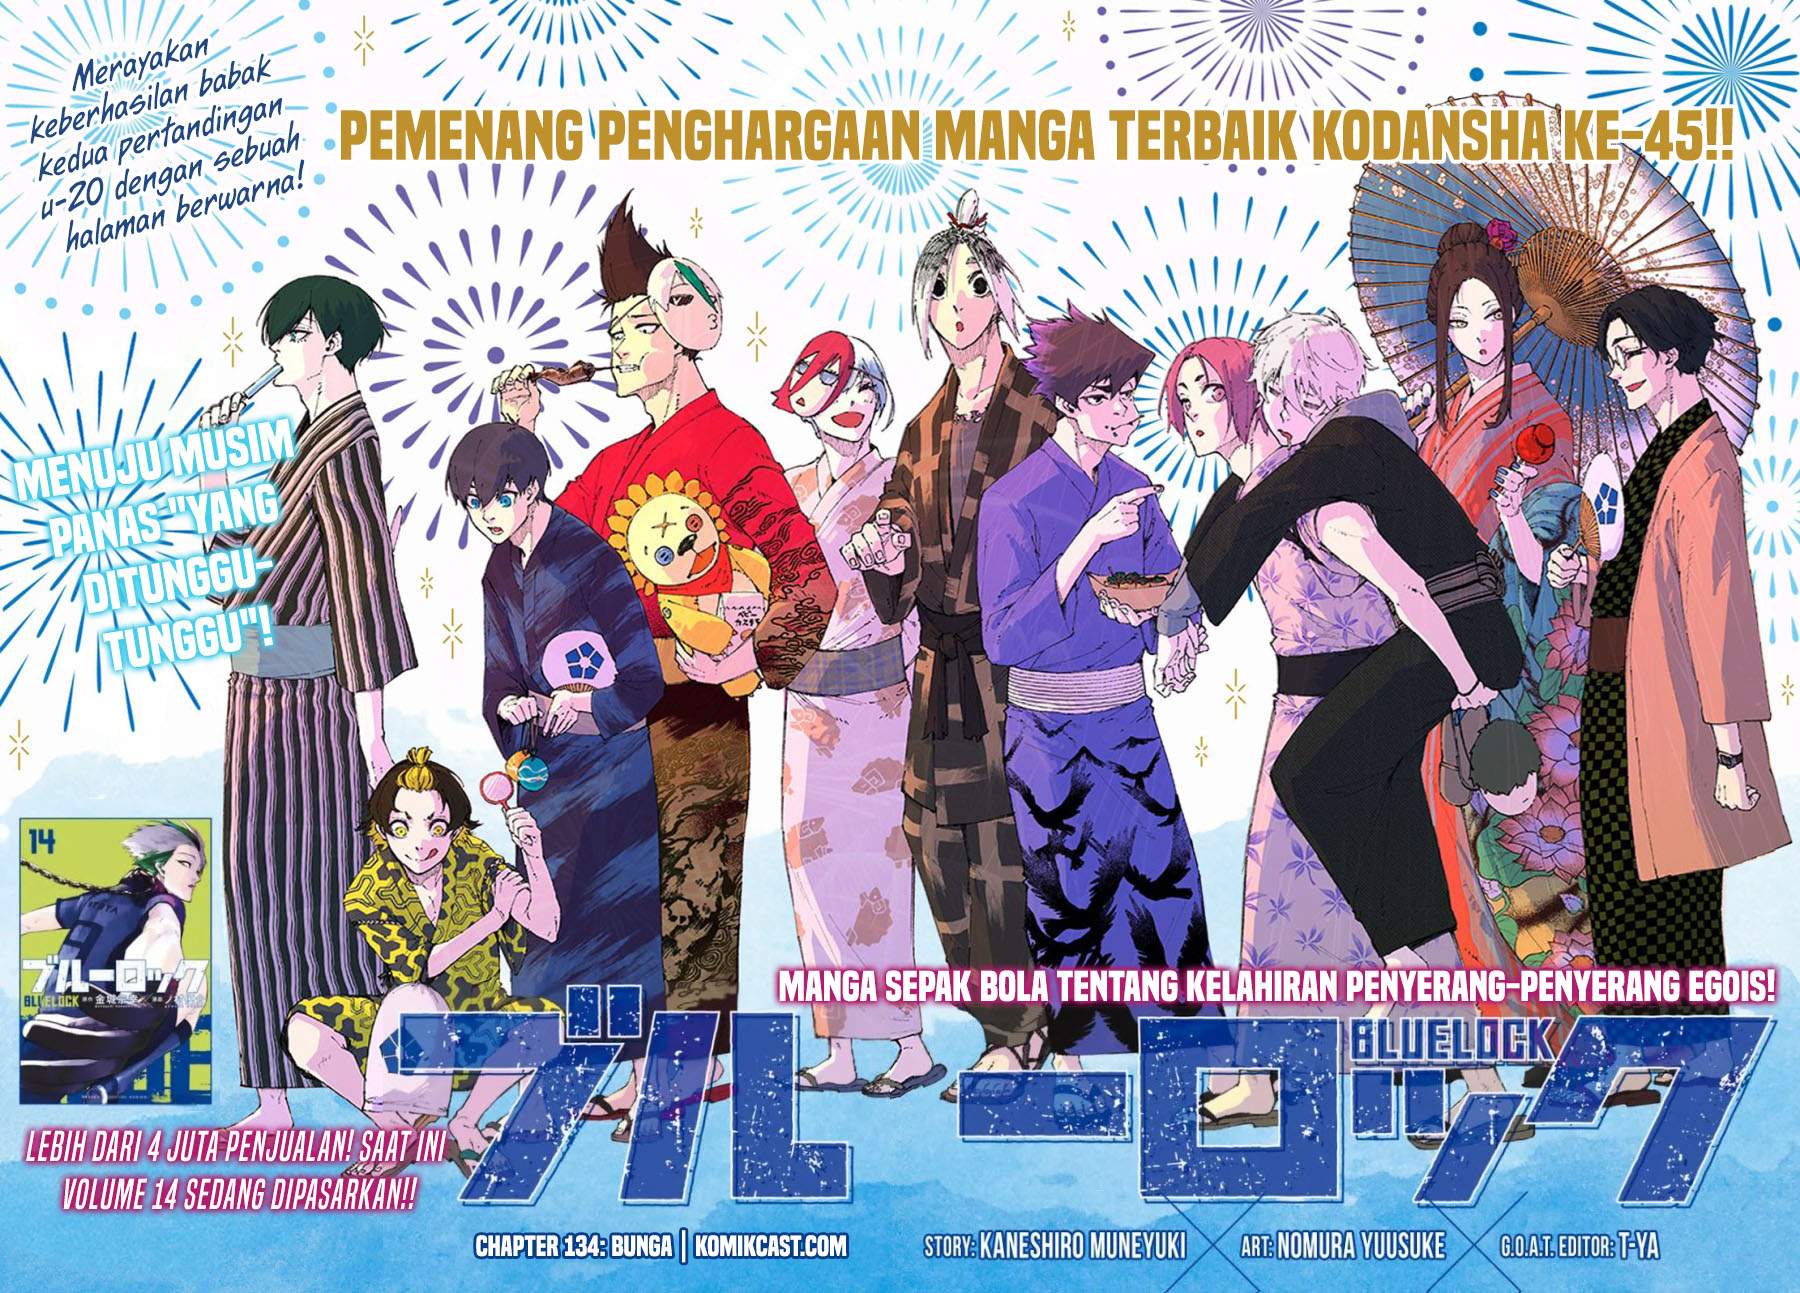 Merayakan
keberhasilan babak
kedua pertandingan
u-20 dengan sebuah
halaman berwarna!
PEMENANG PENGHARGAAN MANGA TERBAIK KODANSHA KE-45!!
MENUJU MUSIM
PANAS "YANG
DITUNGGU-
TUNGGU"!
14
ITOYA
9
ブルーロック
BLUELOCK
MANGA SEPAK BOLA TENTANG KELAHIRAN PENYERANG-PENYERANG EGOIS!
ブルーロック
BLUELOCK
LEBIH DARI 4 JUTA PENJUALAN! SAAT INI
VOLUME 14 SEDANG DIPASARKAN!!
CHAPTER 134: BUNGA | KOMIKCAST.COM
STORY: KANESHIRO MUNEYUKI
ART: NOMURA YUUSUKE
G.O.A.T. EDITOR: T-YA